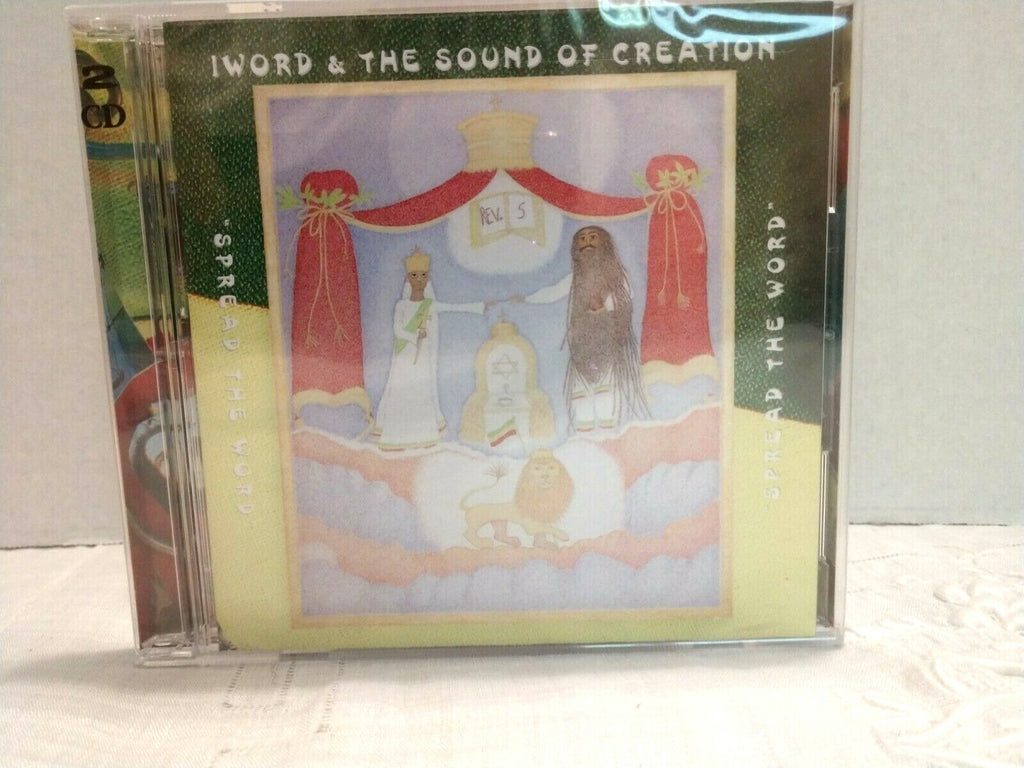 2
CD
IWORD & THE SOUND OF CREATION
REV. 5
"SPREAD THE WORD
SPREAD THE WORD"